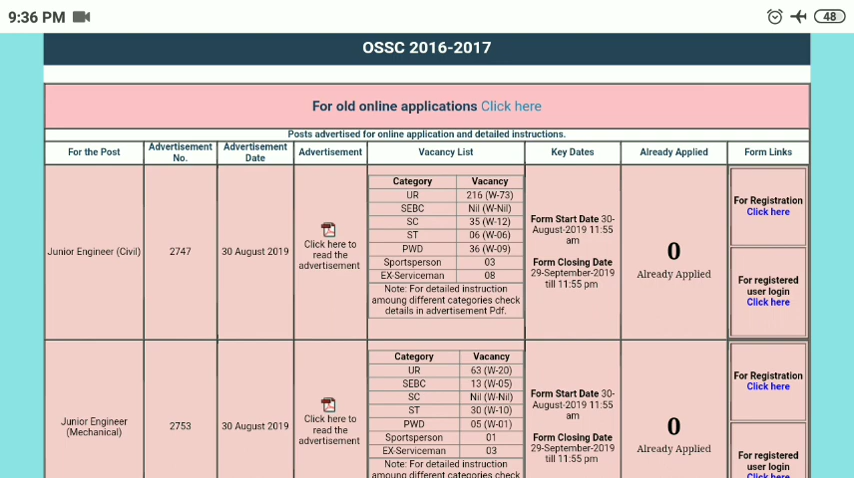 9:36 PM
48
OSSC 2016-2017
For old online applications Click here
Posts advertised for online application and detailed instructions.
For the Post
Advertisement No.
Advertisement Date
Advertisement
Vacancy List
Key Dates
Already Applied
Form Links
Junior Engineer (Civil)
2747
30 August 2019
Click here to
read the
advertisement
Category Vacancy
UR 216 (W-73)
SEBC Nil (W-Nil)
SC 35 (W-12)
ST 06 (W-06)
PWD 36 (W-09)
Sportsperson 03
EX-Serviceman 08
Note: For detailed instruction
amoung different categories check
details in advertisement Pdf.
Form Start Date 30-
August-2019 11:55
am
Form Closing Date
29-September-2019
till 11:55 pm
0
Already Applied
For Registration
Click here
For registered
user login
Click here
Junior Engineer
(Mechanical)
2753
30 August 2019
Click here to
read the
advertisement
Category Vacancy
UR 63 (W-20)
SEBC 13 (W-05)
SC Nil (W-Nil)
ST 30 (W-10)
PWD 05 (W-01)
Sportsperson 01
EX-Serviceman 03
Note: For detailed instruction
amoung different categories check
Form Start Date 30-
August-2019 11:55
am
Form Closing Date
29-September-2019
till 11:55 pm
0
Already Applied
For Registration
Click here
For registered
user login
Click here